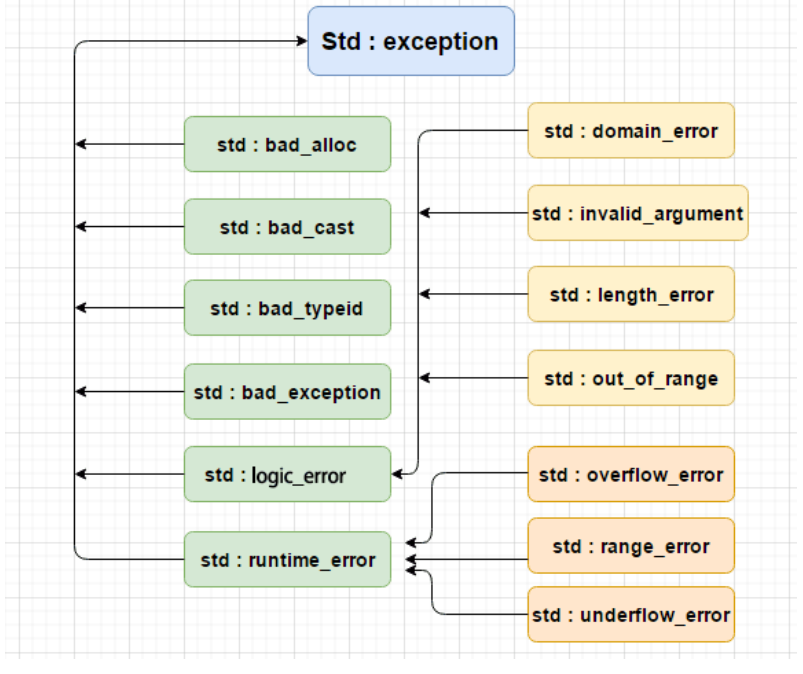 Std : exception
std : bad_alloc
std : bad_cast
std : bad_typeid
std : bad_exception
std : logic_error
std : runtime_error
std : domain_error
std : invalid_argument
std : length_error
std : out_of_range
std : overflow_error
std : range_error
std : underflow_error